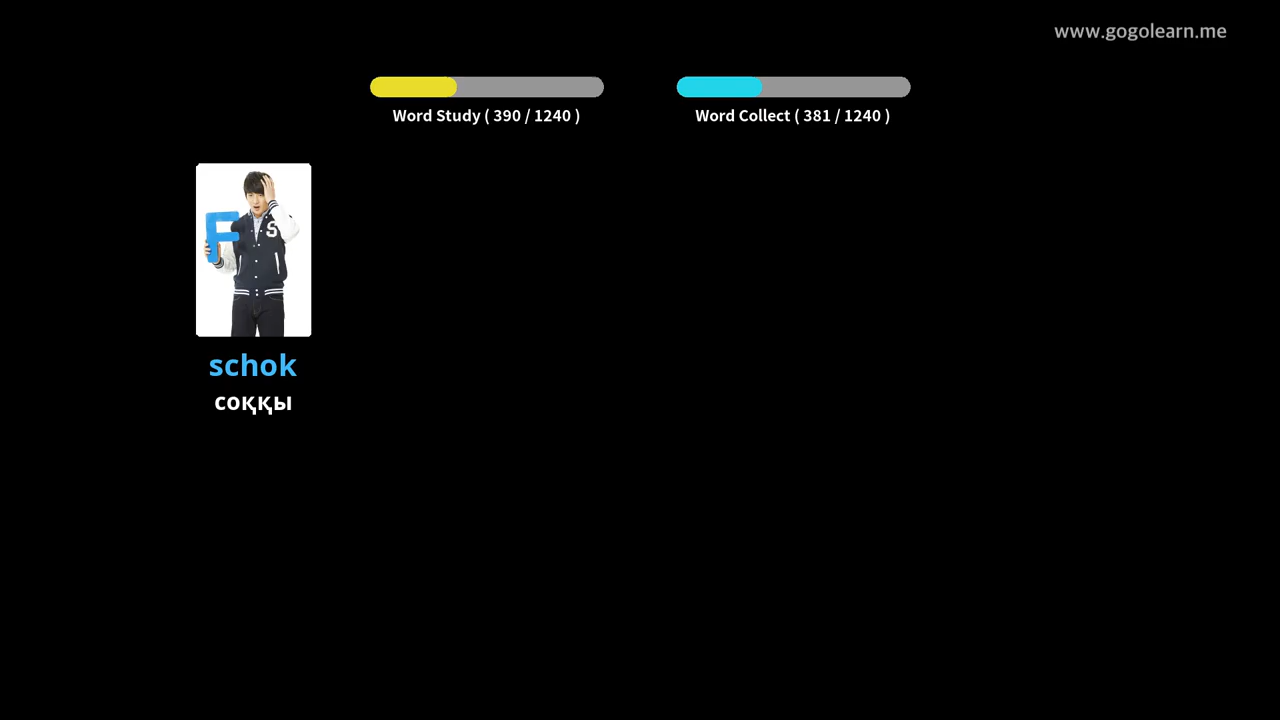 www.gogolearn.me
Word Study ( 390 / 1240 )
Word Collect ( 381 / 1240 )
F
S
schok
соққы